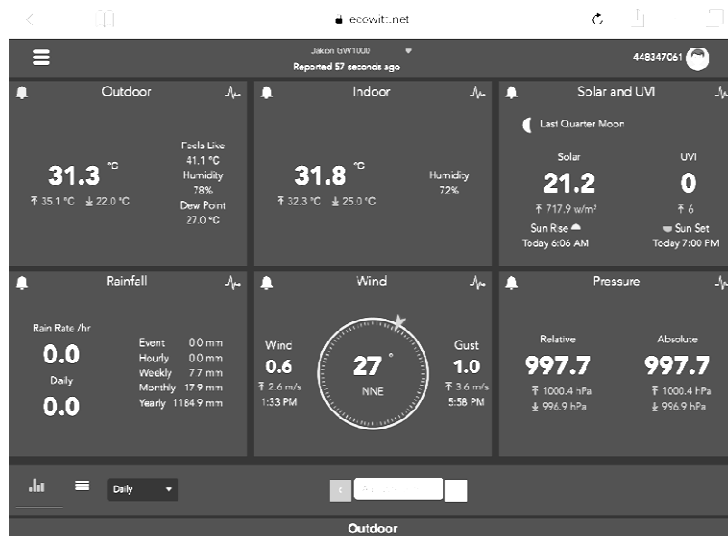 ecowitt.net
Jakon GW1000
Reported 57 seconds ago
448347061
Outdoor
31.3 °C
35.1 °C 22.0 °C
Feels Like
41.1 °C
Humidity
78%
Dew Point
27.0 °C
Indoor
31.8 °C
32.3 °C 25.0 °C
Humidity
72%
Solar and UVI
Last Quarter Moon
Solar
21.2
717.9 w/m²
Sun Rise
Today 6:06 AM
UVI
0
6
Sun Set
Today 7:00 PM
Rainfall
Rain Rate /hr
0.0
Daily
0.0
Event 0.0 mm
Hourly 0.0 mm
Weekly 7.7 mm
Monthly 17.9 mm
Yearly 1184.9 mm
Wind
Wind
0.6
2.6 m/s
1:33 PM
27 °
NNE
Gust
1.0
3.6 m/s
5:58 PM
Pressure
Relative
997.7
1000.4 hPa
996.9 hPa
Absolute
997.7
1000.4 hPa
996.9 hPa
Daily
Outdoor